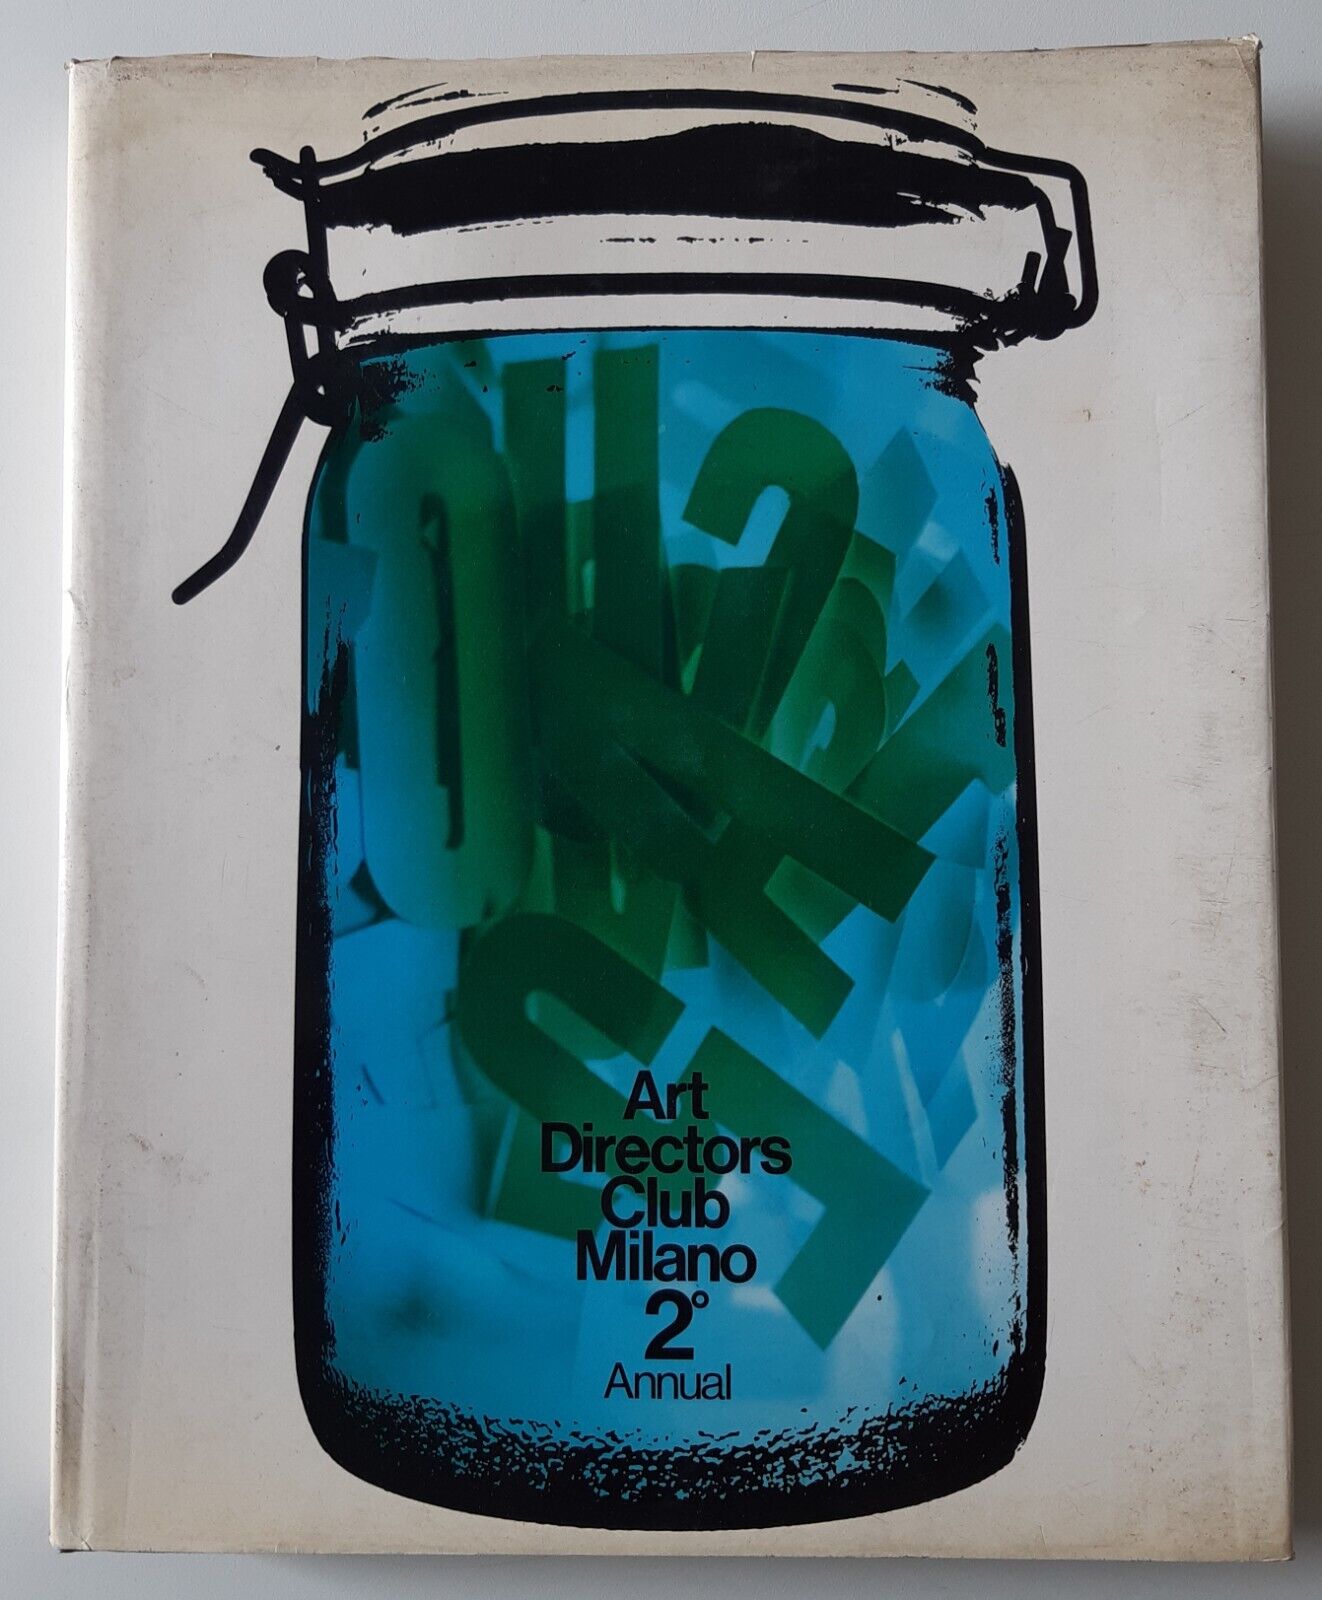 Art
Directors
Club
Milano
2°
Annual